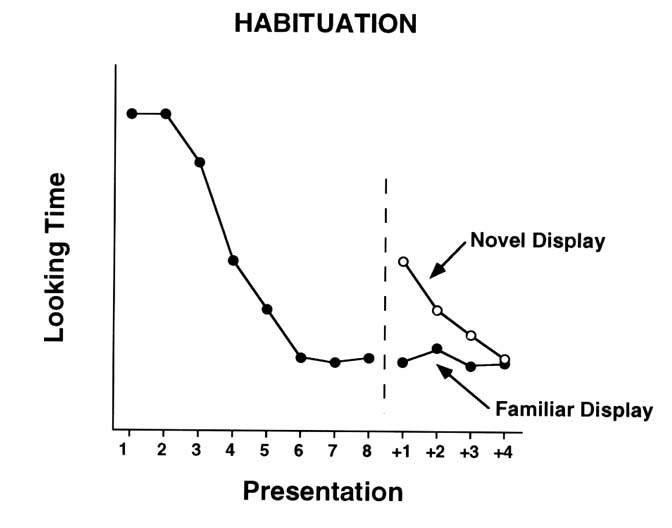 HABITUATION
Looking Time
Novel Display
Familiar Display
1 2 3 4 5 6 7 8 +1 +2 +3 +4
Presentation